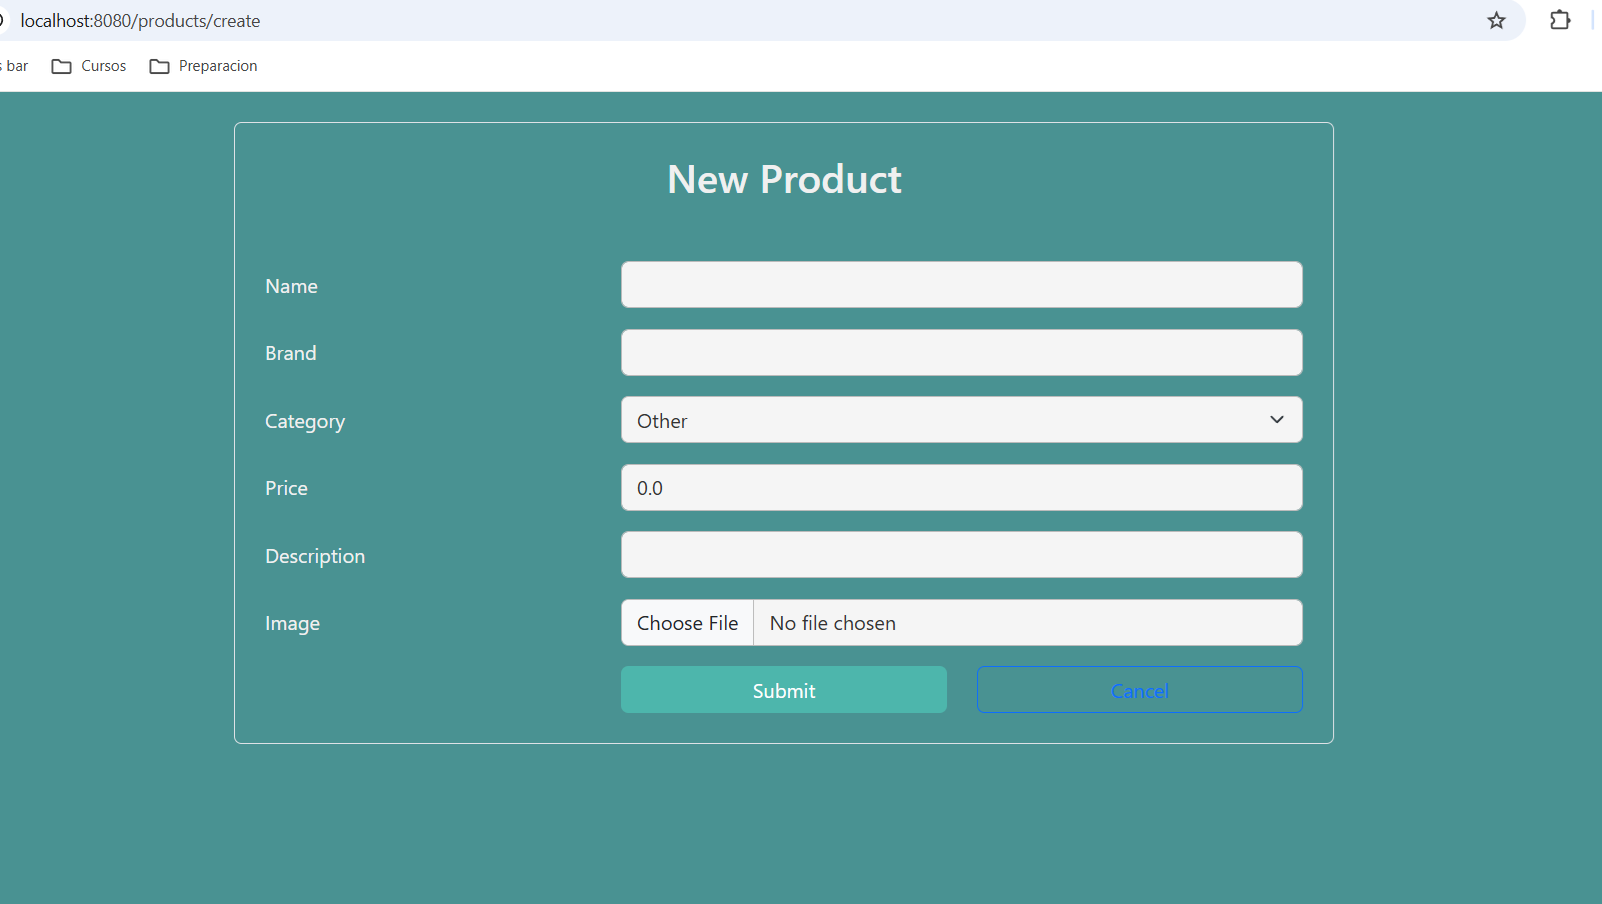 localhost:8080/products/create
s bar Cursos Preparacion
New Product
Name
Brand
Category Other
Price 0.0
Description
Image Choose File No file chosen
Submit Cancel